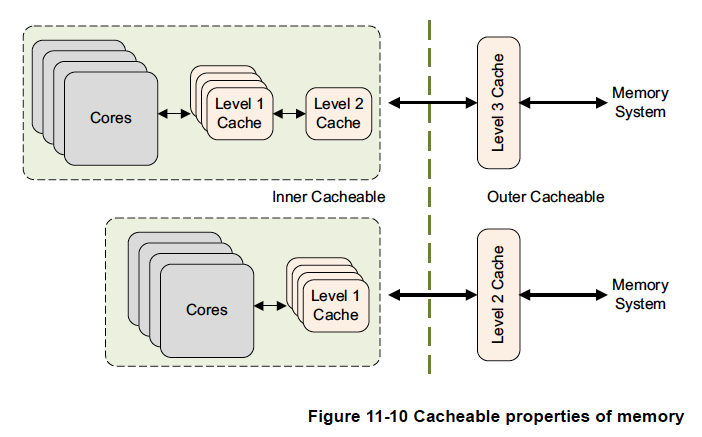 Cores
Level 1
Cache
Level 2
Cache
Level 3 Cache
Memory
System
Inner Cacheable
Outer Cacheable
Cores
Level 1
Cache
Level 2 Cache
Memory
System
Figure 11-10 Cacheable properties of memory